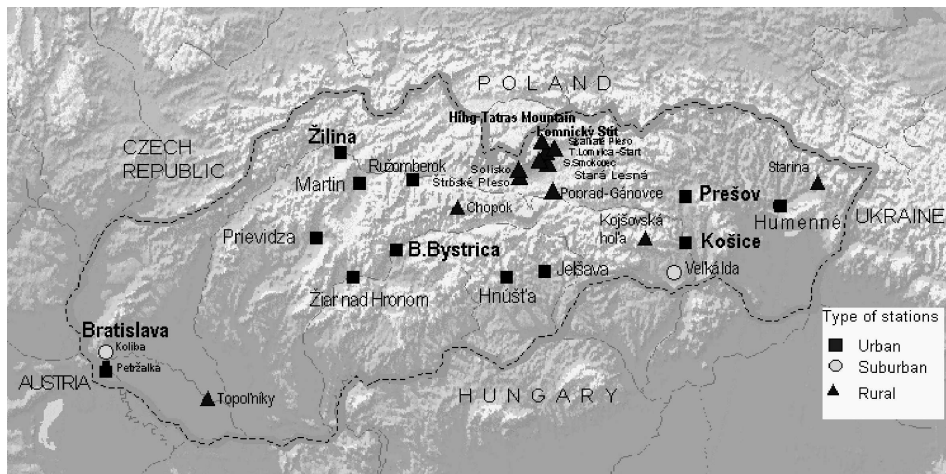 POLAND
Hihg Tatras Mountain
Lomnický Štít
Skalnaté Pleso
T.Lomnica-Štart
S.Smokovec
Stará Lesná
Žilina
CZECH
REPUBLIC
Ružomberok
Solisko
Štrbské Pleso
Starina
Martin
Poprad-Gánovce
Prešov
Chopok
Humenné
UKRAINE
Kojšovská
hoľa
Prievidza
B.Bystrica
Košice
Jelšava
Veľká Ida
Žiar nad Hronom
Hnúšťa
Type of stations
Bratislava
Koliba
Urban
Petržalka
Suburban
AUSTRIA
HUNGARY
Rural
Topoľníky